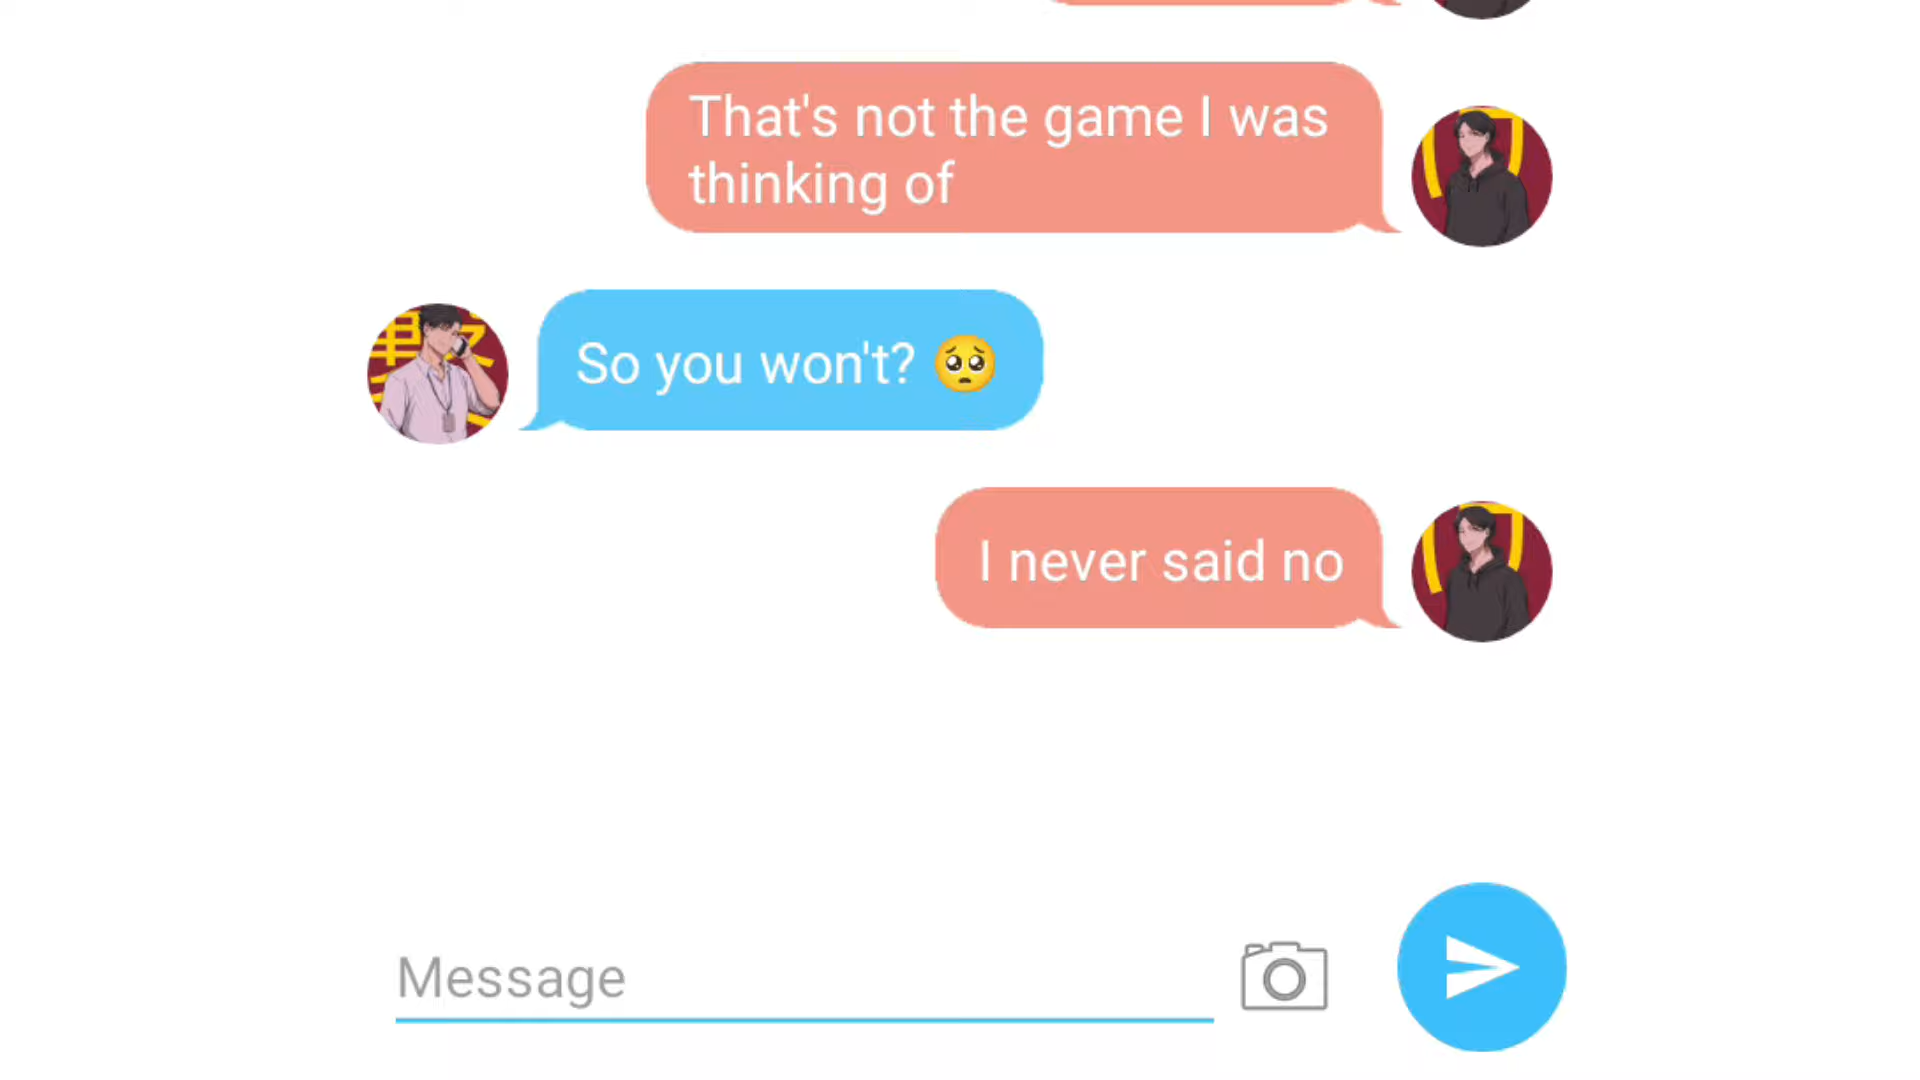 That's not the game I was
thinking of
So you won't? 🥺
I never said no
Message